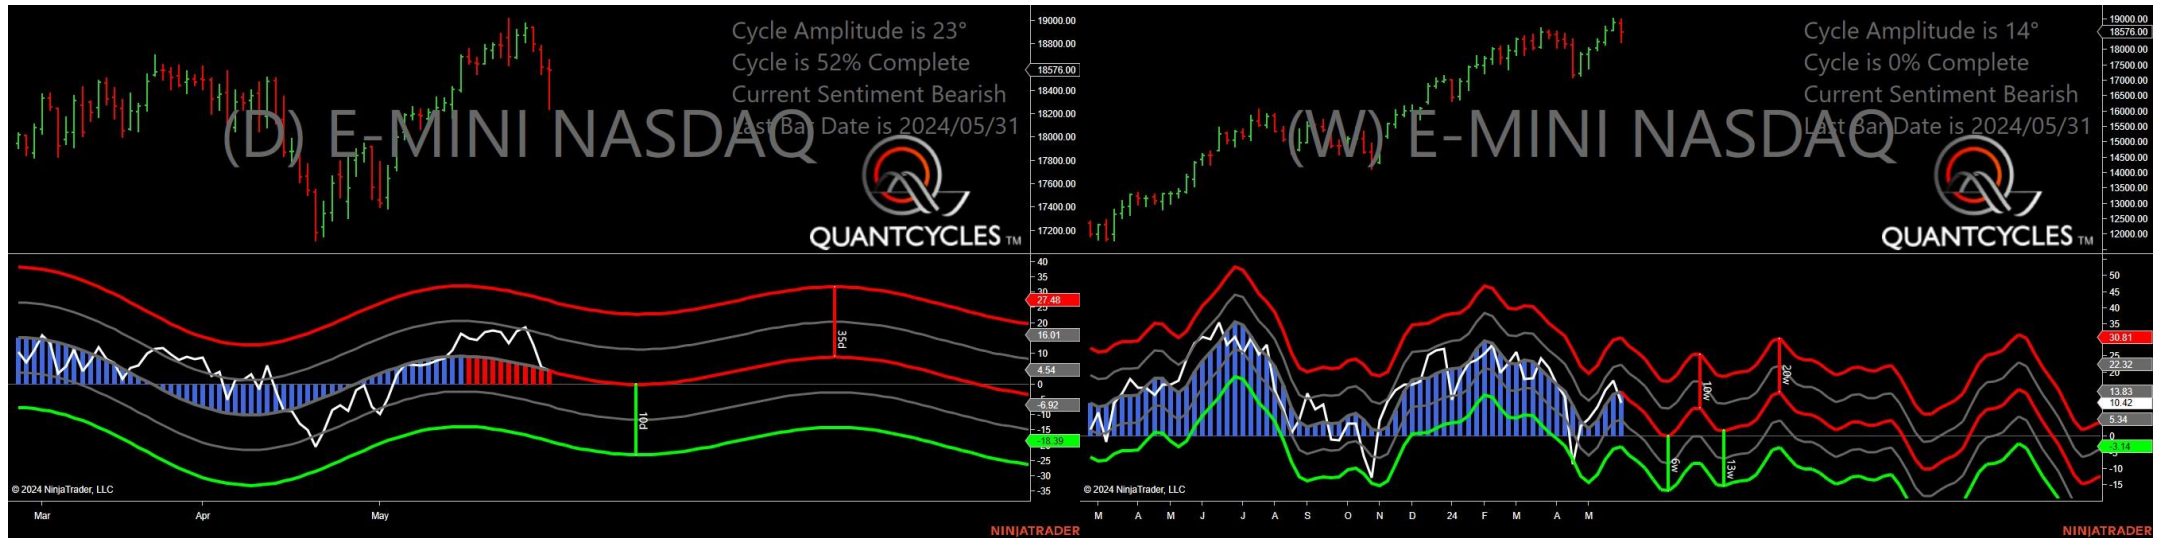 Cycle Amplitude is 23°
Cycle is 52% Complete
Current Sentiment Bearish
Last Bar Date is 2024/05/31
(D) E-MINI NASDAQ
QUANTCYCLES TM
19000.00
18800.00
18576.00
18400.00
18200.00
18000.00
17800.00
17600.00
17400.00
17200.00
40
35
30
27.48
25
20
16.01
10
4.54
0
-6.92
-10
-15
-18.39
-25
-30
-35
35d
10d
© 2024 NinjaTrader, LLC
Mar Apr May
NINJATRADER
Cycle Amplitude is 14°
Cycle is 0% Complete
Current Sentiment Bearish
Last Bar Date is 2024/05/31
(W) E-MINI NASDAQ
QUANTCYCLES TM
19000.00
18576.00
18000.00
17500.00
17000.00
16500.00
16000.00
15500.00
15000.00
14500.00
14000.00
13500.00
13000.00
12500.00
12000.00
50
45
40
35
30.81
25
22.32
20
13.83
10.42
5.34
0
-3.14
-10
-15
10w
20w
6w
13w
© 2024 NinjaTrader, LLC
M A M J J A S O N D 24 F M A M
NINJATRADER